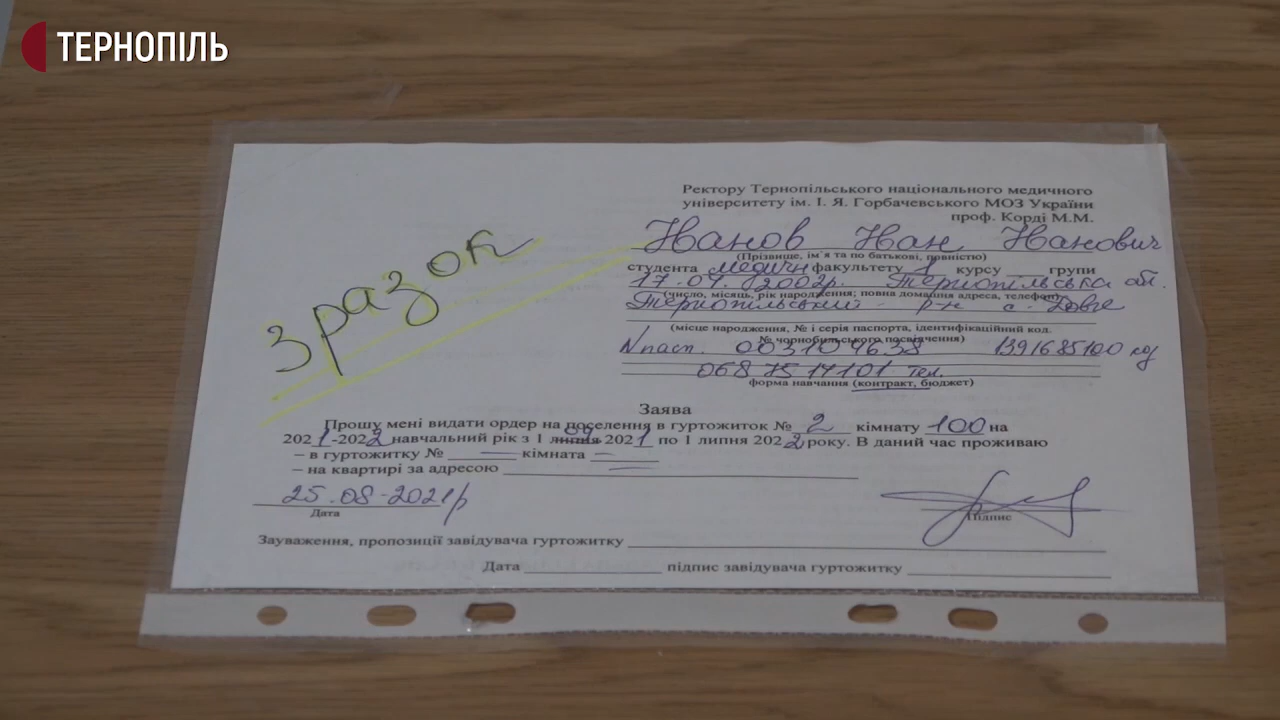 ТЕРНОПІЛЬ
Ректору Тернопільського національного медичного
університету ім. І. Я. Горбачевського МОЗ України
проф. Корді М.М.
Іванов Іван Іванович
(Прізвище, ім'я та по батькові, повністю)
студента медичн факультету 1 курсу __ групи
17.07.2002р. Тернопільська обл.
(число, місяць, рік народження; повна домашня адреса, телефон)
Тернопільський р-н с. Довге
(місце народження, № і серія паспорта, ідентифікаційний код.
№ чорнобильського посвідчення)
N пасп. 003104638 1391685100 код
068 75 17101 тел.
форма навчання (контракт, бюджет)
зразок
Заява
Прошу мені видати ордер на поселення в гуртожиток № 2 кімнату 100 на
2021-2022 навчальний рік з 1 липня 09 2021 по 1 липня 2022 року. В даний час проживаю
– в гуртожитку № — кімната —
– на квартирі за адресою —
25.08.2021р
Дата
Підпис
Зауваження, пропозиції завідувача гуртожитку
Дата підпис завідувача гуртожитку